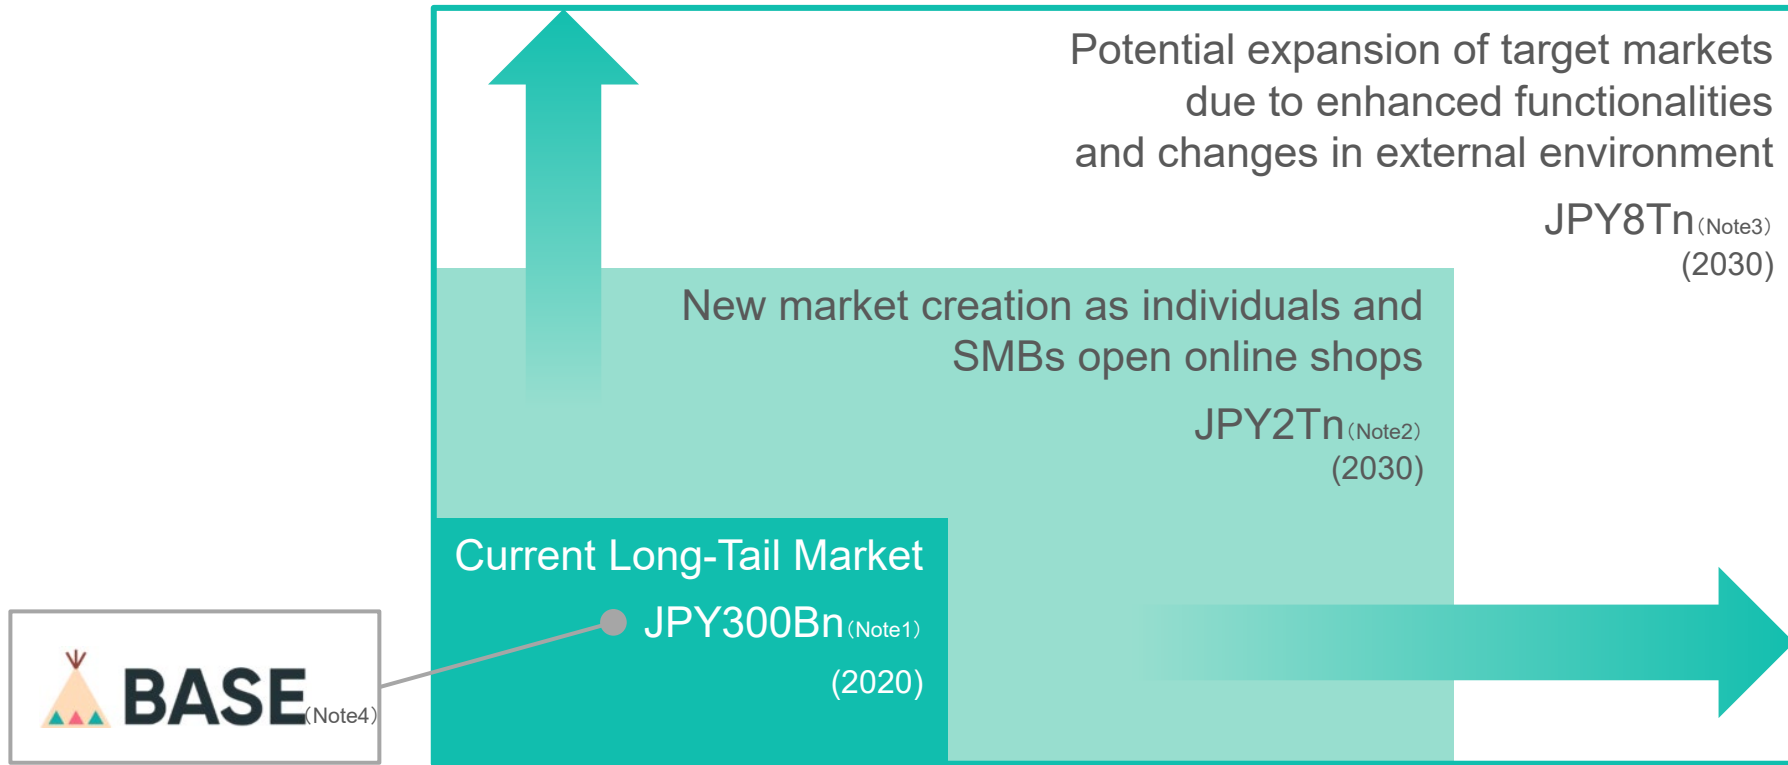 Potential expansion of target markets
due to enhanced functionalities
and changes in external environment
JPY8Tn(Note3)
(2030)
New market creation as individuals and
SMBs open online shops
JPY2Tn(Note2)
(2030)
Current Long-Tail Market
JPY300Bn(Note1)
(2020)
BASE(Note4)